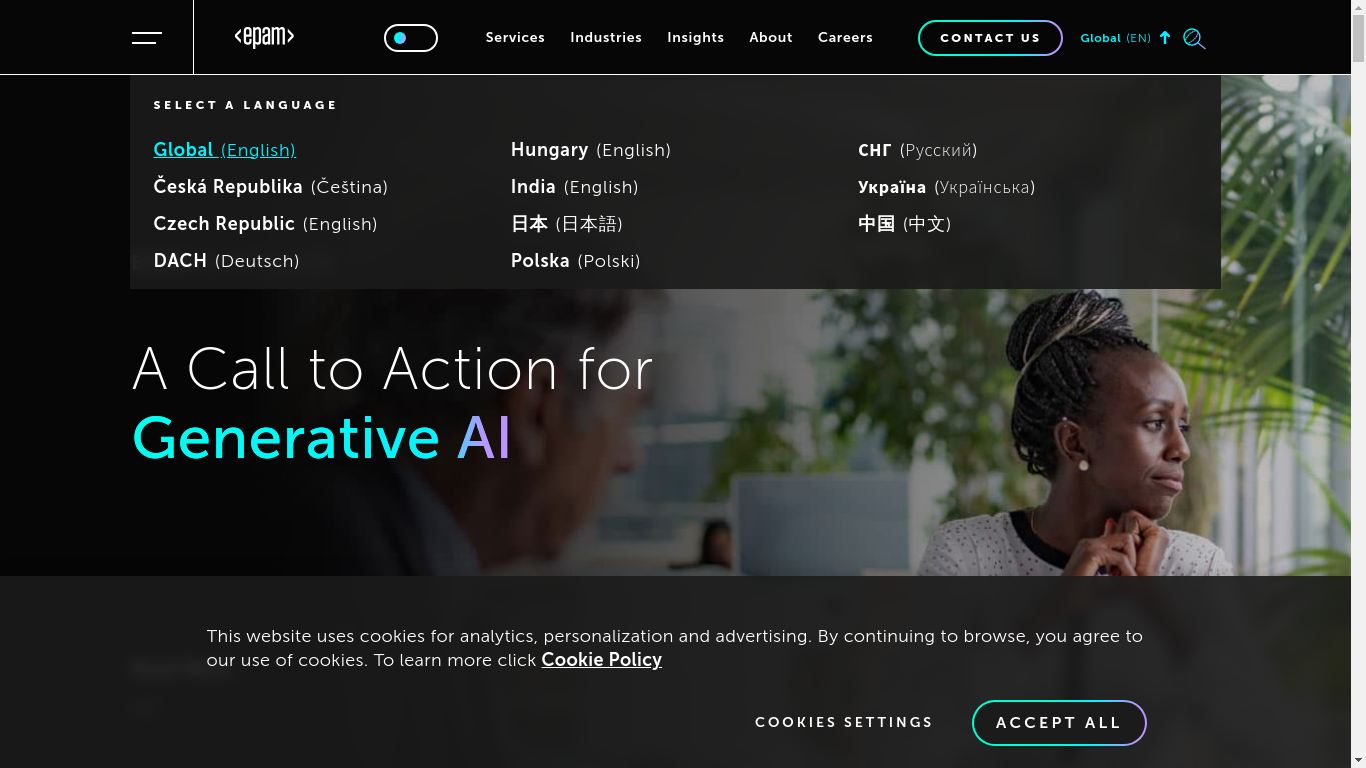 <epam>
Services
Industries
Insights
About
Careers
CONTACT US
Global (EN)
SELECT A LANGUAGE
Global (English)
Česká Republika (Čeština)
Czech Republic (English)
DACH (Deutsch)
Hungary (English)
India (English)
日本 (日本語)
Polska (Polski)
СНГ (Русский)
Україна (Українська)
中国 (中文)
A Call to Action for
Generative AI
This website uses cookies for analytics, personalization and advertising. By continuing to browse, you agree to
our use of cookies. To learn more click Cookie Policy
COOKIES SETTINGS
ACCEPT ALL